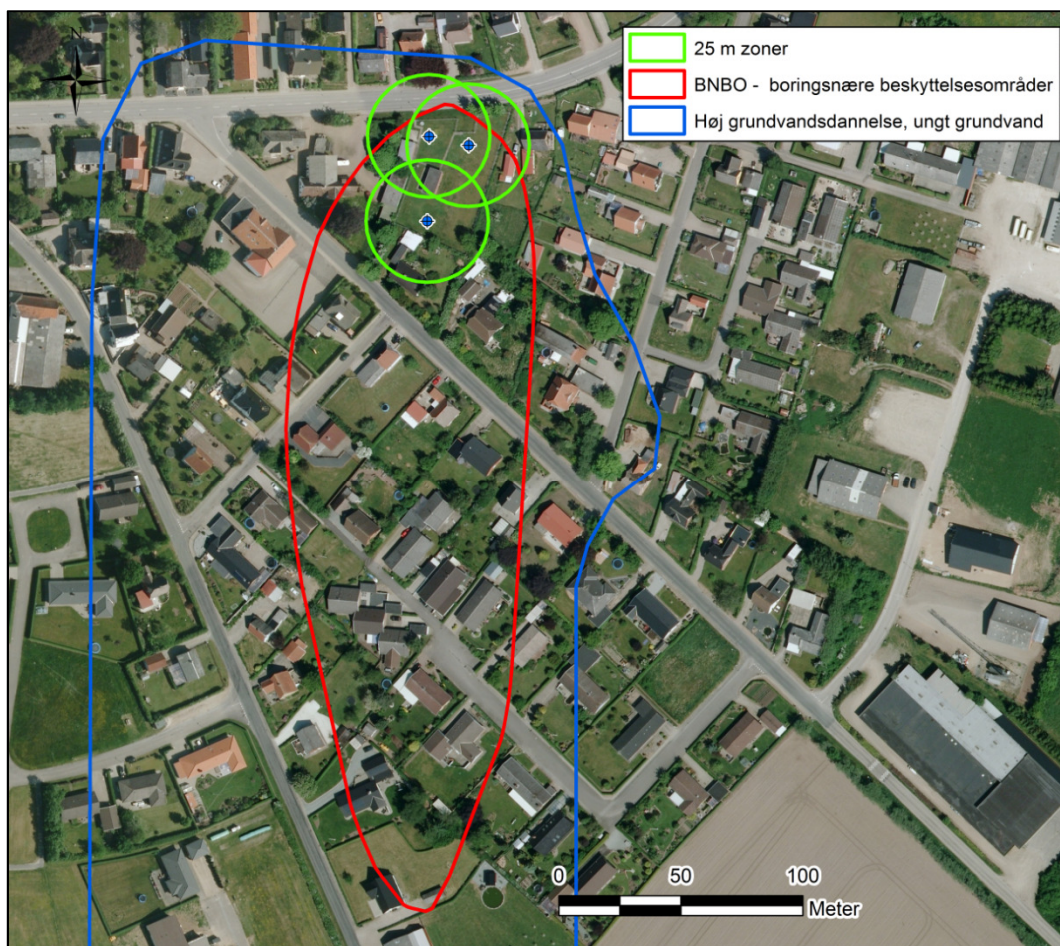 N
25 m zoner
BNBO - boringsnære beskyttelsesområder
Høj grundvandsdannelse, ungt grundvand
0 50 100
Meter